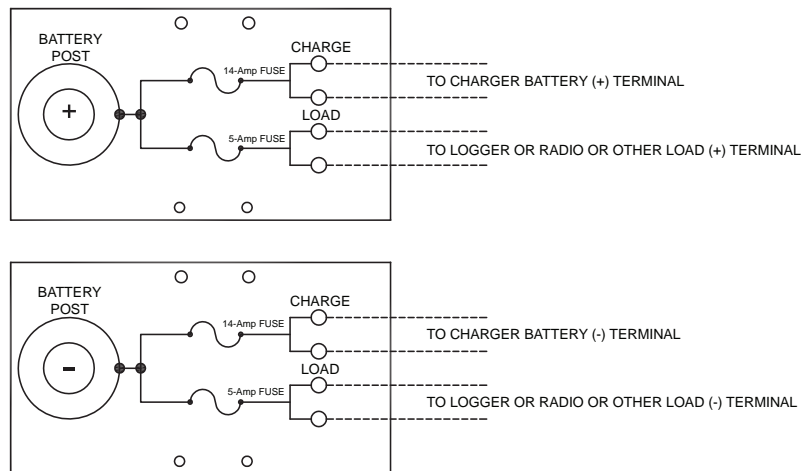 BATTERY
POST
+
14-Amp FUSE
CHARGE
TO CHARGER BATTERY (+) TERMINAL
5-Amp FUSE
LOAD
TO LOGGER OR RADIO OR OTHER LOAD (+) TERMINAL
BATTERY
POST
-
14-Amp FUSE
CHARGE
TO CHARGER BATTERY (-) TERMINAL
5-Amp FUSE
LOAD
TO LOGGER OR RADIO OR OTHER LOAD (-) TERMINAL